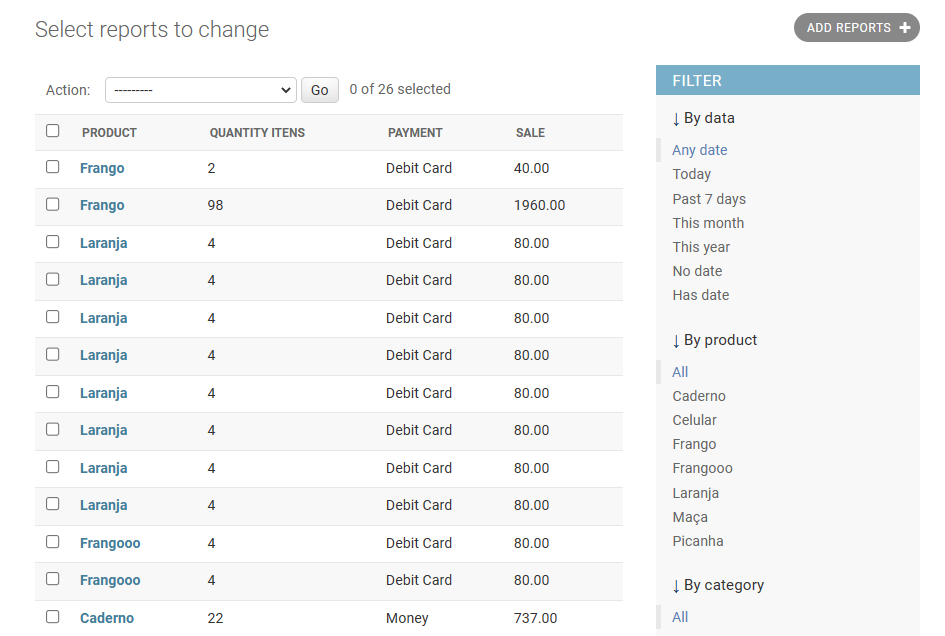 Select reports to change
ADD REPORTS +
Action: --------- Go 0 of 26 selected
PRODUCT QUANTITY ITENS PAYMENT SALE
Frango 2 Debit Card 40.00
Frango 98 Debit Card 1960.00
Laranja 4 Debit Card 80.00
Laranja 4 Debit Card 80.00
Laranja 4 Debit Card 80.00
Laranja 4 Debit Card 80.00
Laranja 4 Debit Card 80.00
Laranja 4 Debit Card 80.00
Laranja 4 Debit Card 80.00
Laranja 4 Debit Card 80.00
Frangooo 4 Debit Card 80.00
Frangooo 4 Debit Card 80.00
Caderno 22 Money 737.00
FILTER
↓ By data
Any date
Today
Past 7 days
This month
This year
No date
Has date
↓ By product
All
Caderno
Celular
Frango
Frangooo
Laranja
Maça
Picanha
↓ By category
All